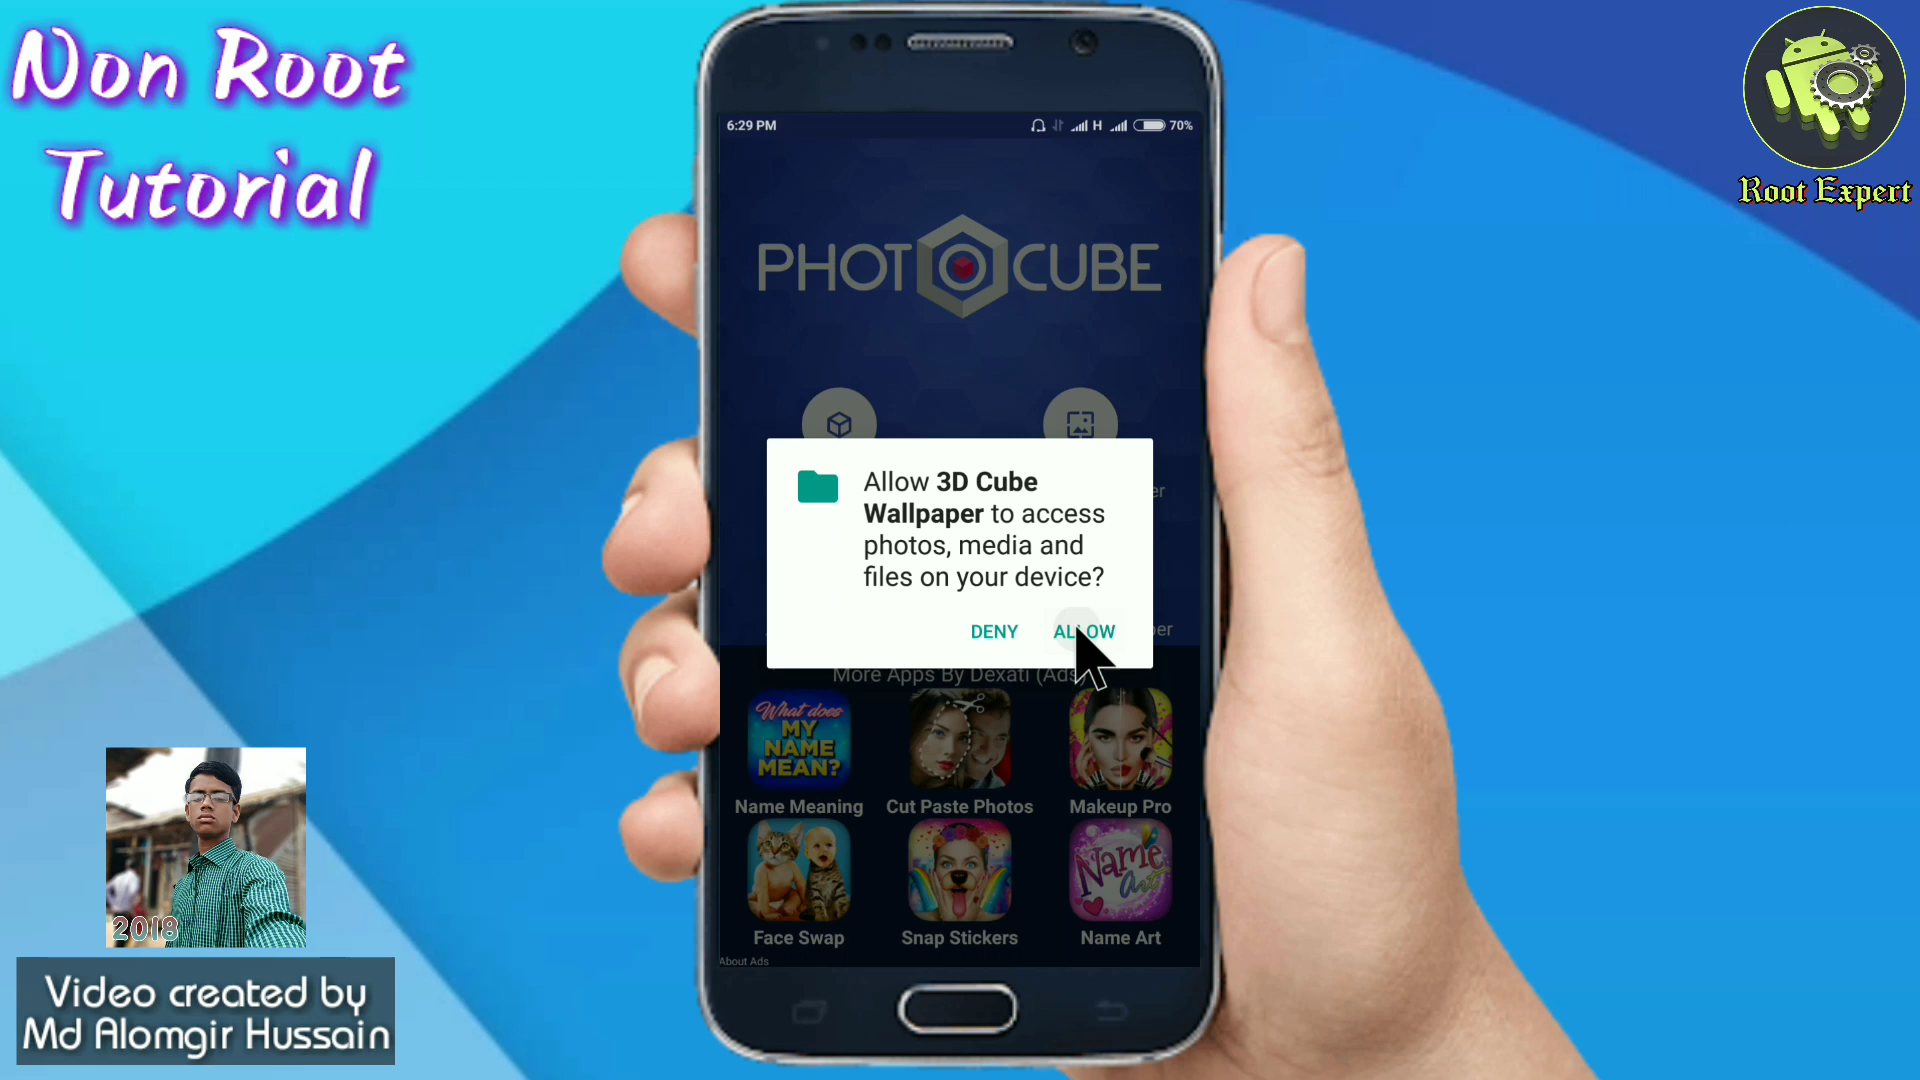 Non Root
Tutorial
Root Expert
6:29 PM
H
70%
PHOTOCUBE
Allow 3D Cube
Wallpaper to access
photos, media and
files on your device?
DENY
ALLOW
er
per
More Apps By Dexati (Ads)
What does
MY
NAME
MEAN?
Name Meaning
Cut Paste Photos
Makeup Pro
Name
Art
Face Swap
Snap Stickers
Name Art
About Ads
2018
Video created by
Md Alomgir Hussain